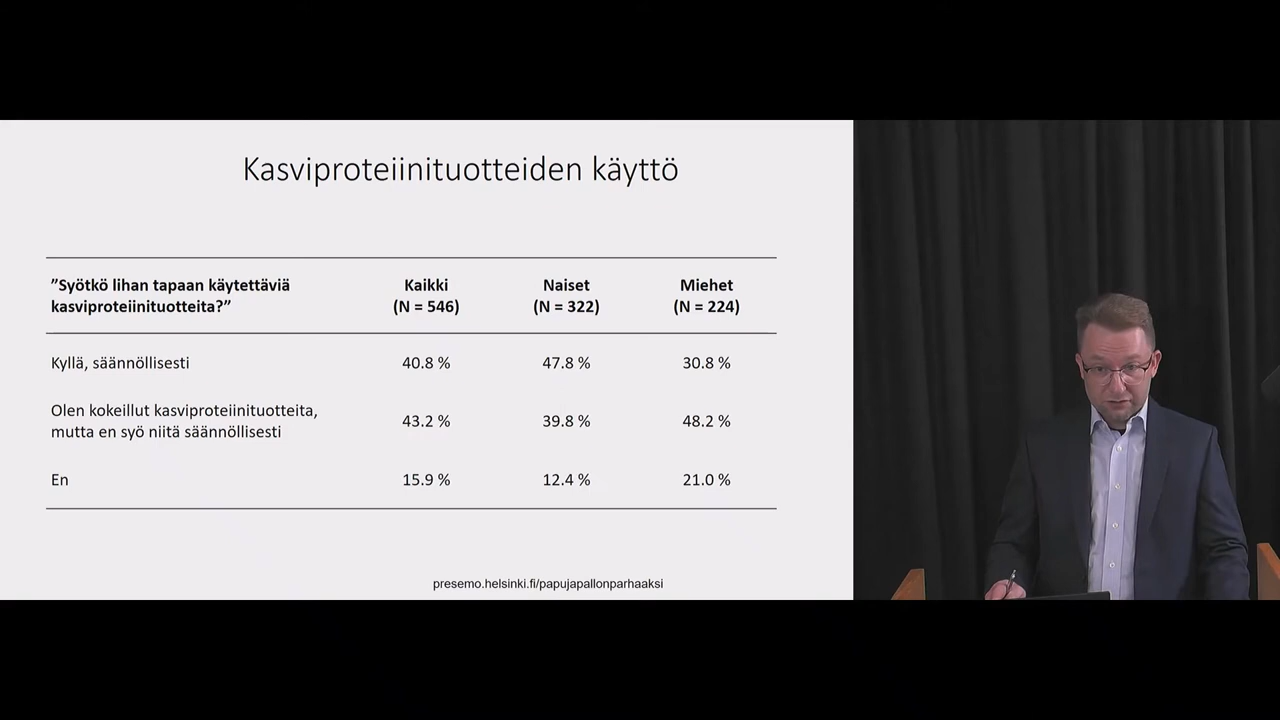 Kasviproteiinituotteiden käyttö
”Syötkö lihan tapaan käytettäviä
kasviproteiinituotteita?”
Kaikki
(N = 546)
Naiset
(N = 322)
Miehet
(N = 224)
Kyllä, säännöllisesti
40.8 %
47.8 %
30.8 %
Olen kokeillut kasviproteiinituotteita,
mutta en syö niitä säännöllisesti
43.2 %
39.8 %
48.2 %
En
15.9 %
12.4 %
21.0 %
presemo.helsinki.fi/papujapallonparhaaksi